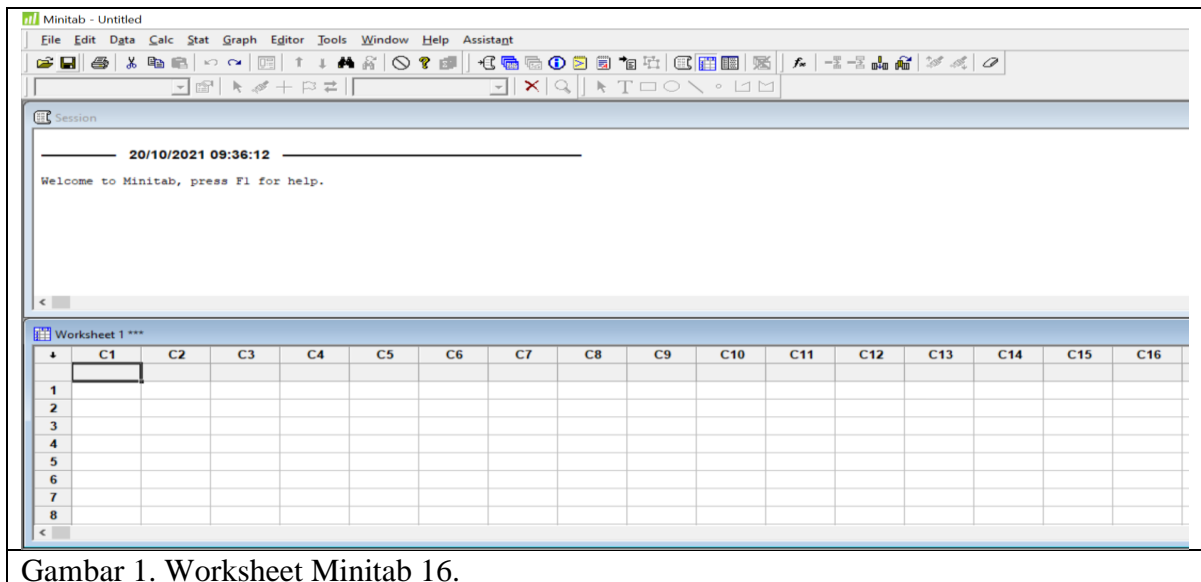 Minitab - Untitled
File Edit Data Calc Stat Graph Editor Tools Window Help Assistant
Session
20/10/2021 09:36:12
Welcome to Minitab, press F1 for help.
Worksheet 1 ***
C1 C2 C3 C4 C5 C6 C7 C8 C9 C10 C11 C12 C13 C14 C15 C16
1
2
3
4
5
6
7
8
Gambar 1. Worksheet Minitab 16.